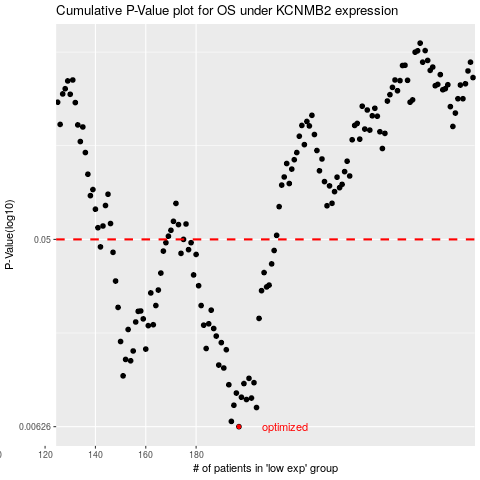 Cumulative P-Value plot for OS under KCNMB2 expression
P-Value(log10)
0.05
0.00626
optimized
0
120
140
160
180
# of patients in 'low exp' group